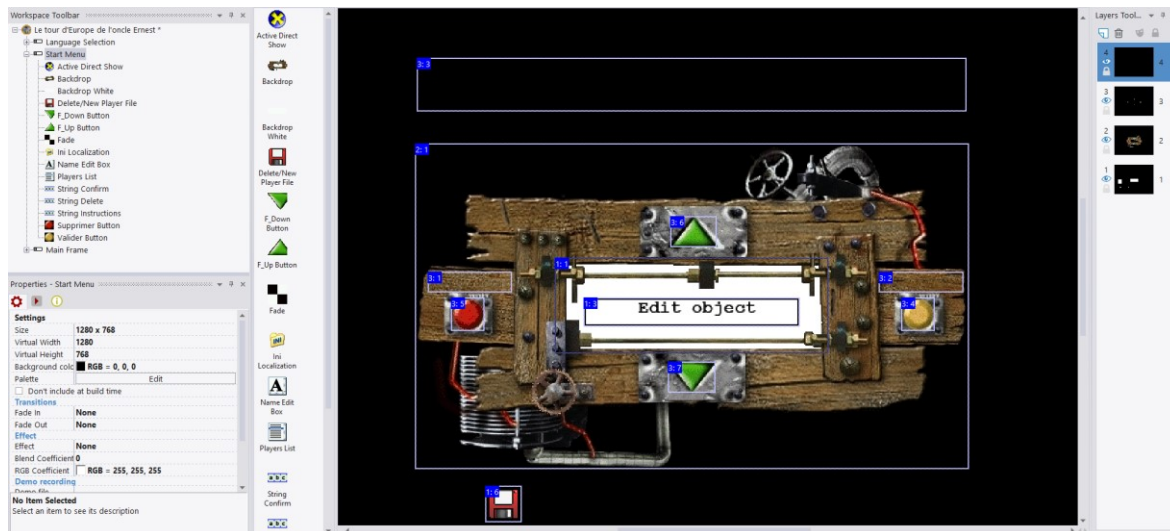 Workspace Toolbar
Le tour d'Europe de l'oncle Ernest *
Language Selection
Start Menu
Active Direct Show
Backdrop
Backdrop White
Delete/New Player File
F_Down Button
F_Up Button
Fade
Ini Localization
Name Edit Box
Players List
String Confirm
String Delete
String Instructions
Supprimer Button
Valider Button
Main Frame
Properties - Start Menu
Settings
Size 1280 x 768
Virtual Width 1280
Virtual Height 768
Background colo RGB = 0, 0, 0
Palette Edit
Don't include at build time
Transitions
Fade In None
Fade Out None
Effect
Effect None
Blend Coefficient 0
RGB Coefficient RGB = 255, 255, 255
Demo recording
Demo file
No Item Selected
Select an item to see its description
Active Direct
Show
Backdrop
Backdrop
White
Delete/New
Player File
F_Down
Button
F_Up Button
Fade
INI
Ini
Localization
A
Name Edit
Box
Players List
a b c
String
Confirm
a b c
3: 3
2: 1
3: 6
3: 1
1: 1
3: 2
3: 5
1: 3
Edit object
3: 4
3: 7
1: 6
Layers Tool...
4
4
3
3
2
2
1
1